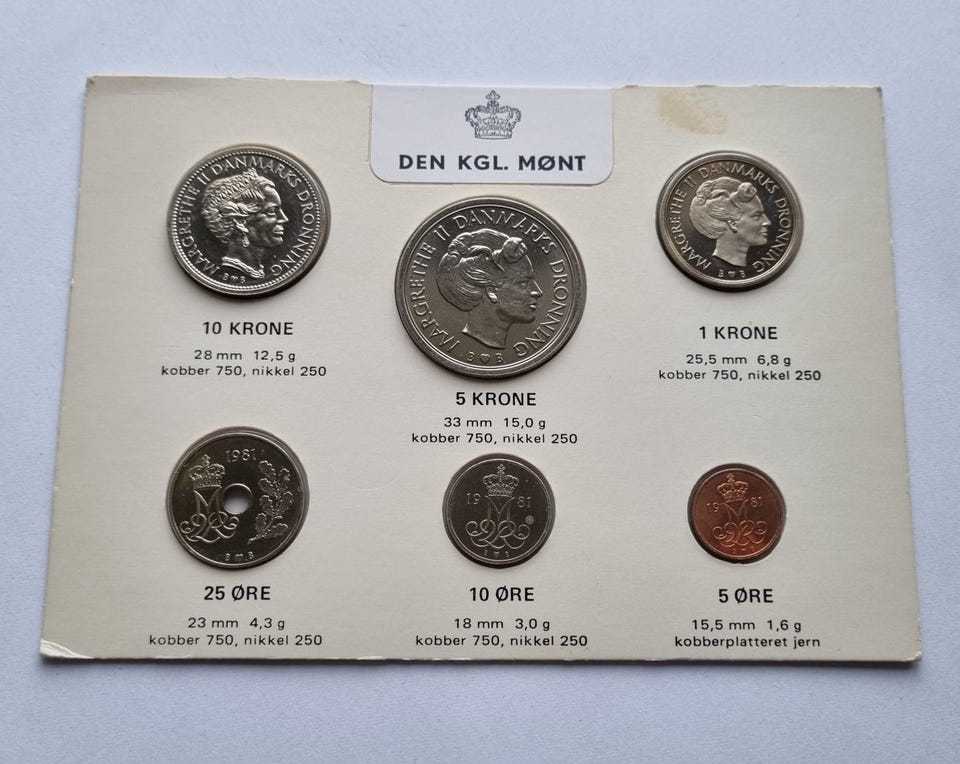 DEN KGL. MØNT
MARGRETHE II DANMARKS DRONNING
B ♥ B
10 KRONE
28 mm 12,5 g
kobber 750, nikkel 250
MARGRETHE II DANMARKS DRONNING
B ♥ B
5 KRONE
33 mm 15,0 g
kobber 750, nikkel 250
MARGRETHE II DANMARKS DRONNING
B ♥ B
1 KRONE
25,5 mm 6,8 g
kobber 750, nikkel 250
1981
B ♥ B
25 ØRE
23 mm 4,3 g
kobber 750, nikkel 250
1981
B ♥ B
10 ØRE
18 mm 3,0 g
kobber 750, nikkel 250
1981
5 ØRE
15,5 mm 1,6 g
kobberplatteret jern